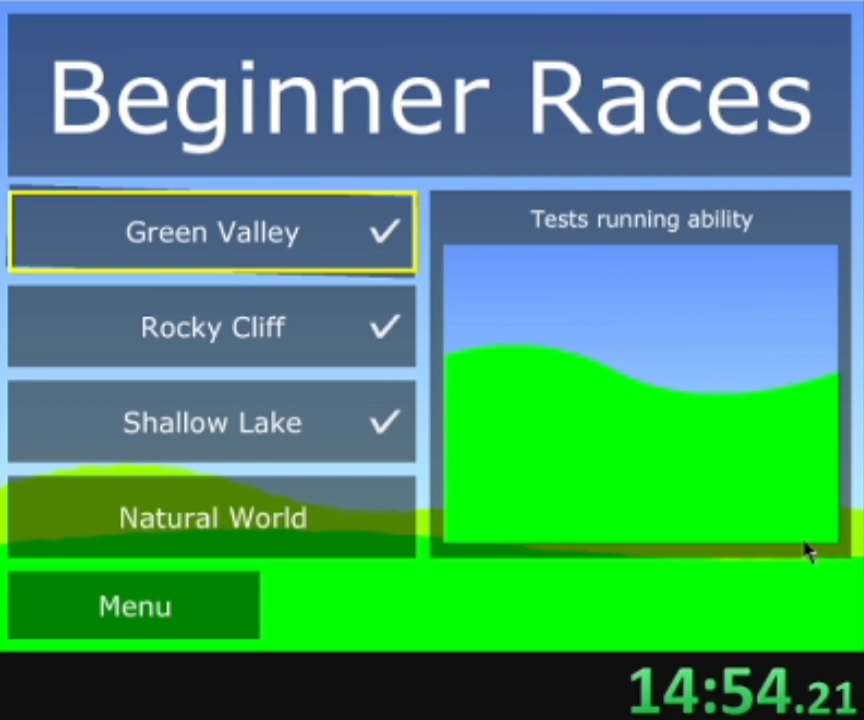 Beginner Races
Green Valley ✓
Rocky Cliff ✓
Shallow Lake ✓
Natural World
Tests running ability
Menu
14:54.21